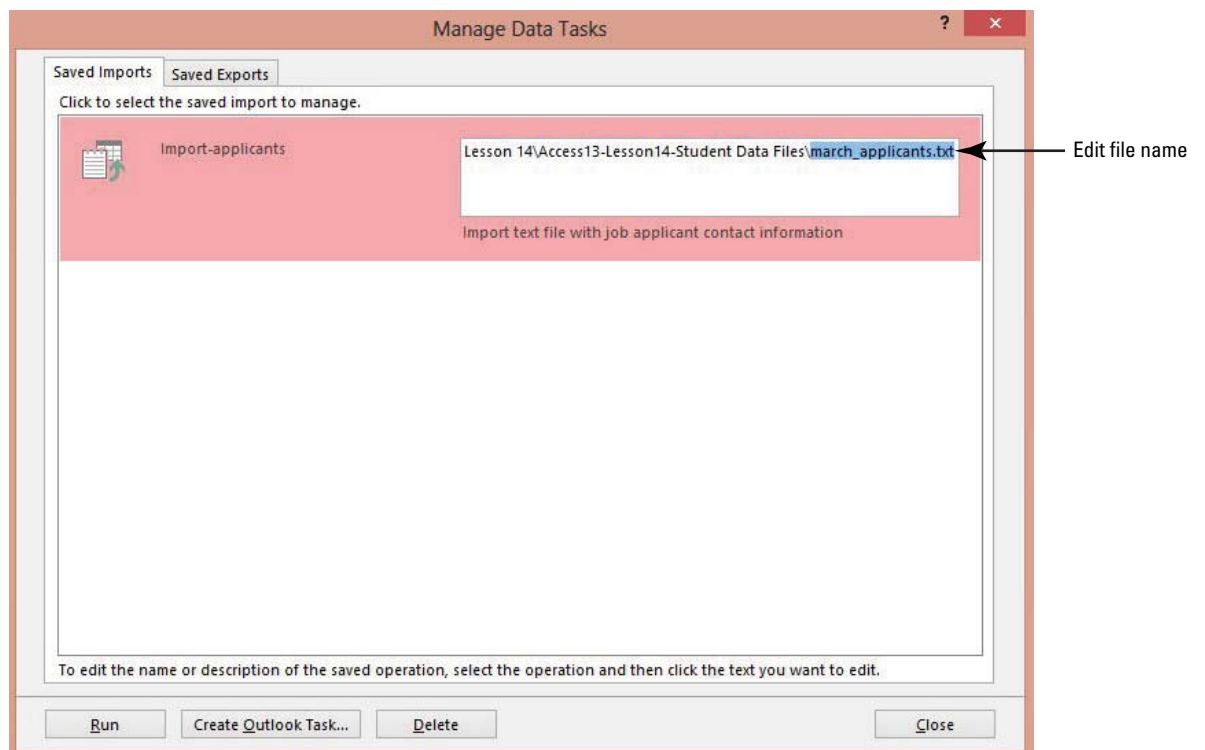 Manage Data Tasks
?
×
Saved Imports
Saved Exports
Click to select the saved import to manage.
Import-applicants
Lesson 14\Access13-Lesson14-Student Data Files\march_applicants.txt
Edit file name
Import text file with job applicant contact information
To edit the name or description of the saved operation, select the operation and then click the text you want to edit.
Run
Create Outlook Task...
Delete
Close